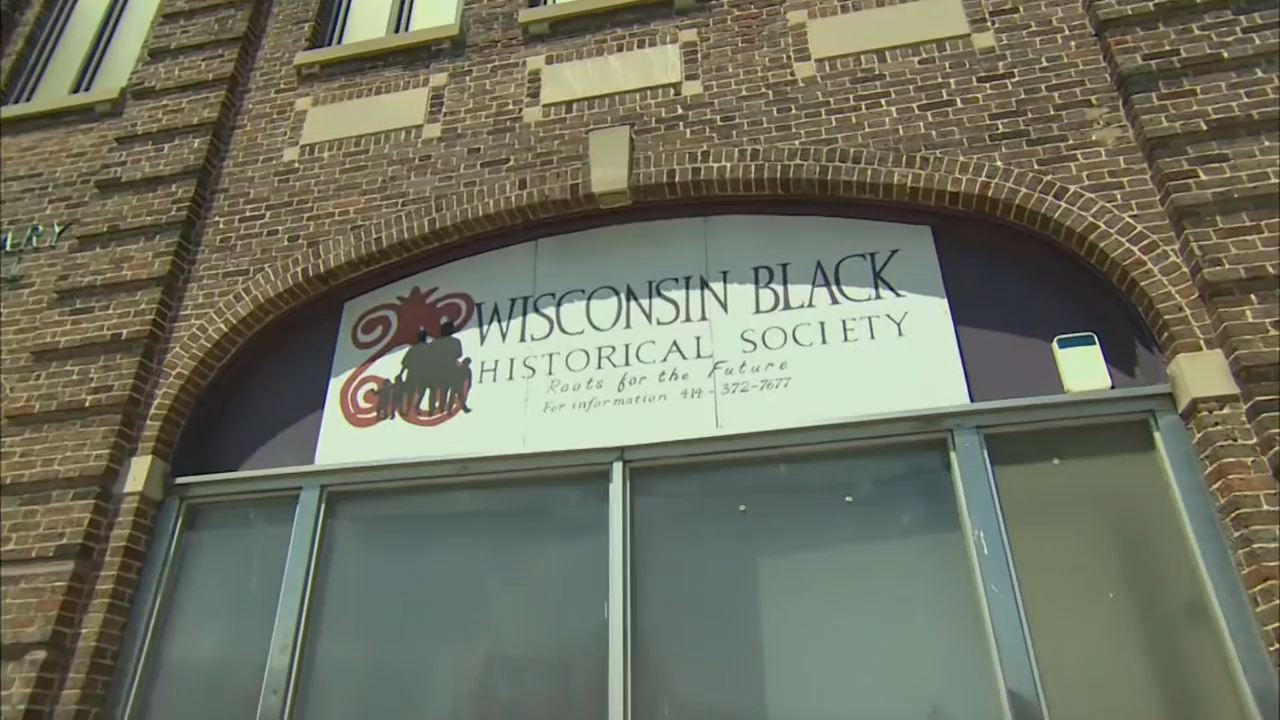 WISCONSIN BLACK
HISTORICAL SOCIETY
Roots for the Future
For information 414-372-7677